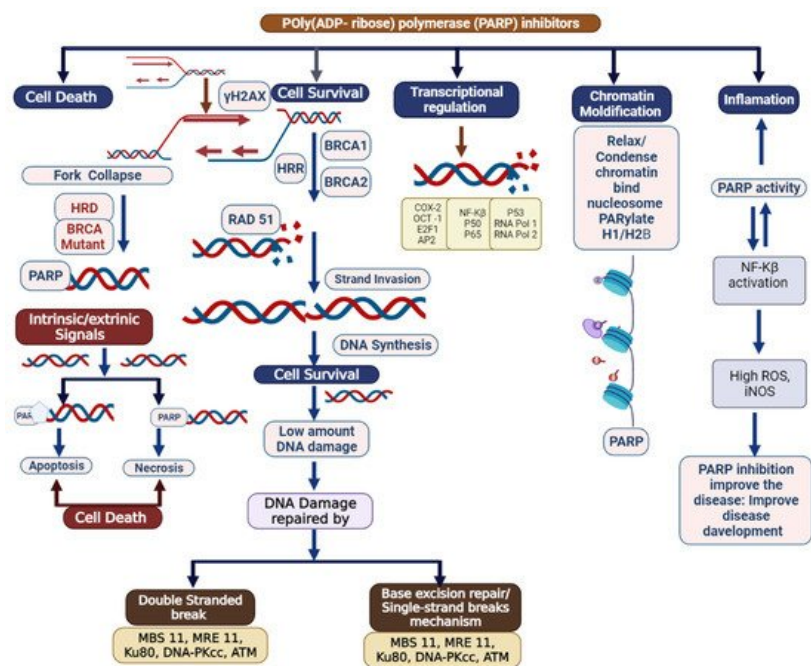 POly(ADP- ribose) polymerase (PARP) inhibitors
Cell Death
γH2AX
Fork Collapse
HRD
BRCA
Mutant
PARP
Intrinsic/extrinic
Signals
PAR
PARP
Apoptosis
Necrosis
Cell Death
Cell Survival
HRR
BRCA1
BRCA2
RAD 51
Strand Invasion
DNA Synthesis
Cell Survival
Low amount
DNA damage
DNA Damage
repaired by
Double Stranded
break
MBS 11, MRE 11,
Ku80, DNA-PKcc, ATM
Base excision repair/
Single-strand breaks
mechanism
MBS 11, MRE 11,
Ku80, DNA-PKcc, ATM
Transcriptional
regulation
COX-2
OCT -1
E2F1
AP2
NF-Kβ
P50
P65
P53
RNA Pol 1
RNA Pol 2
Chromatin
Moldification
Relax/
Condense
chromatin
bind
nucleosome
PARylate
H1/H2B
PARP
Inflamation
PARP activity
NF-Kβ
activation
High ROS,
iNOS
PARP inhibition
improve the
disease: Improve
disease
davelopment